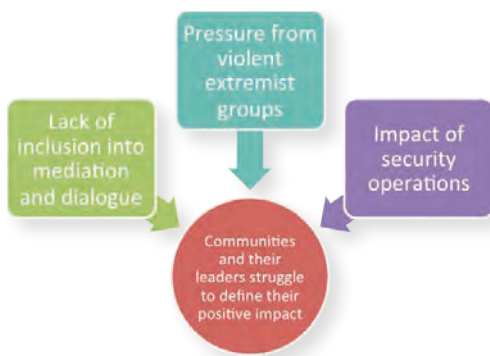 Pressure from
violent
extremist
groups
Lack of
inclusion into
mediation
and dialogue
Impact of
security
operations
Communities
and their
leaders struggle
to define their
positive impact